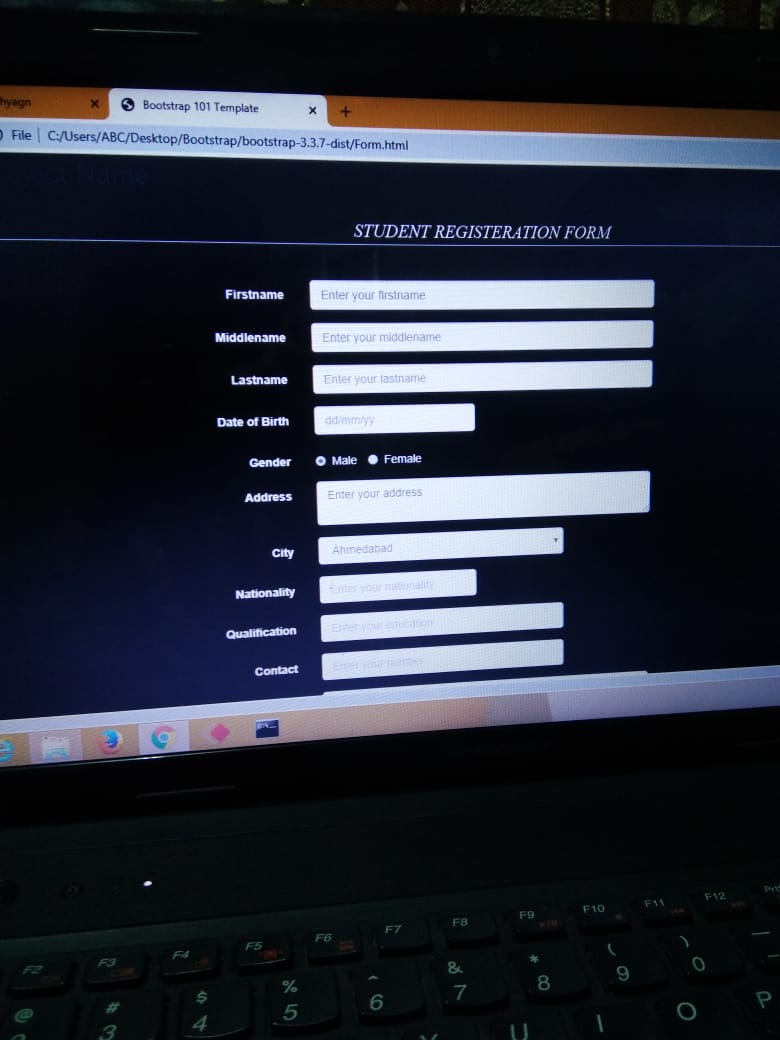 hyagn × Bootstrap 101 Template × +
File C:/Users/ABC/Desktop/Bootstrap/bootstrap-3.3.7-dist/Form.html
Name
STUDENT REGISTERATION FORM
Firstname Enter your firstname
Middlename Enter your middlename
Lastname Enter your lastname
Date of Birth dd/mm/yy
Gender Male Female
Address Enter your address
City Ahmedabad
Nationality Enter your nationality
Qualification Enter your education
Contact Enter your number
F2 F3 F4 F5 F6 F7 F8 F9 F10 F11 F12
@ # $ % ^ & * ( )
3 4 5 6 7 8 9 0
U I O P